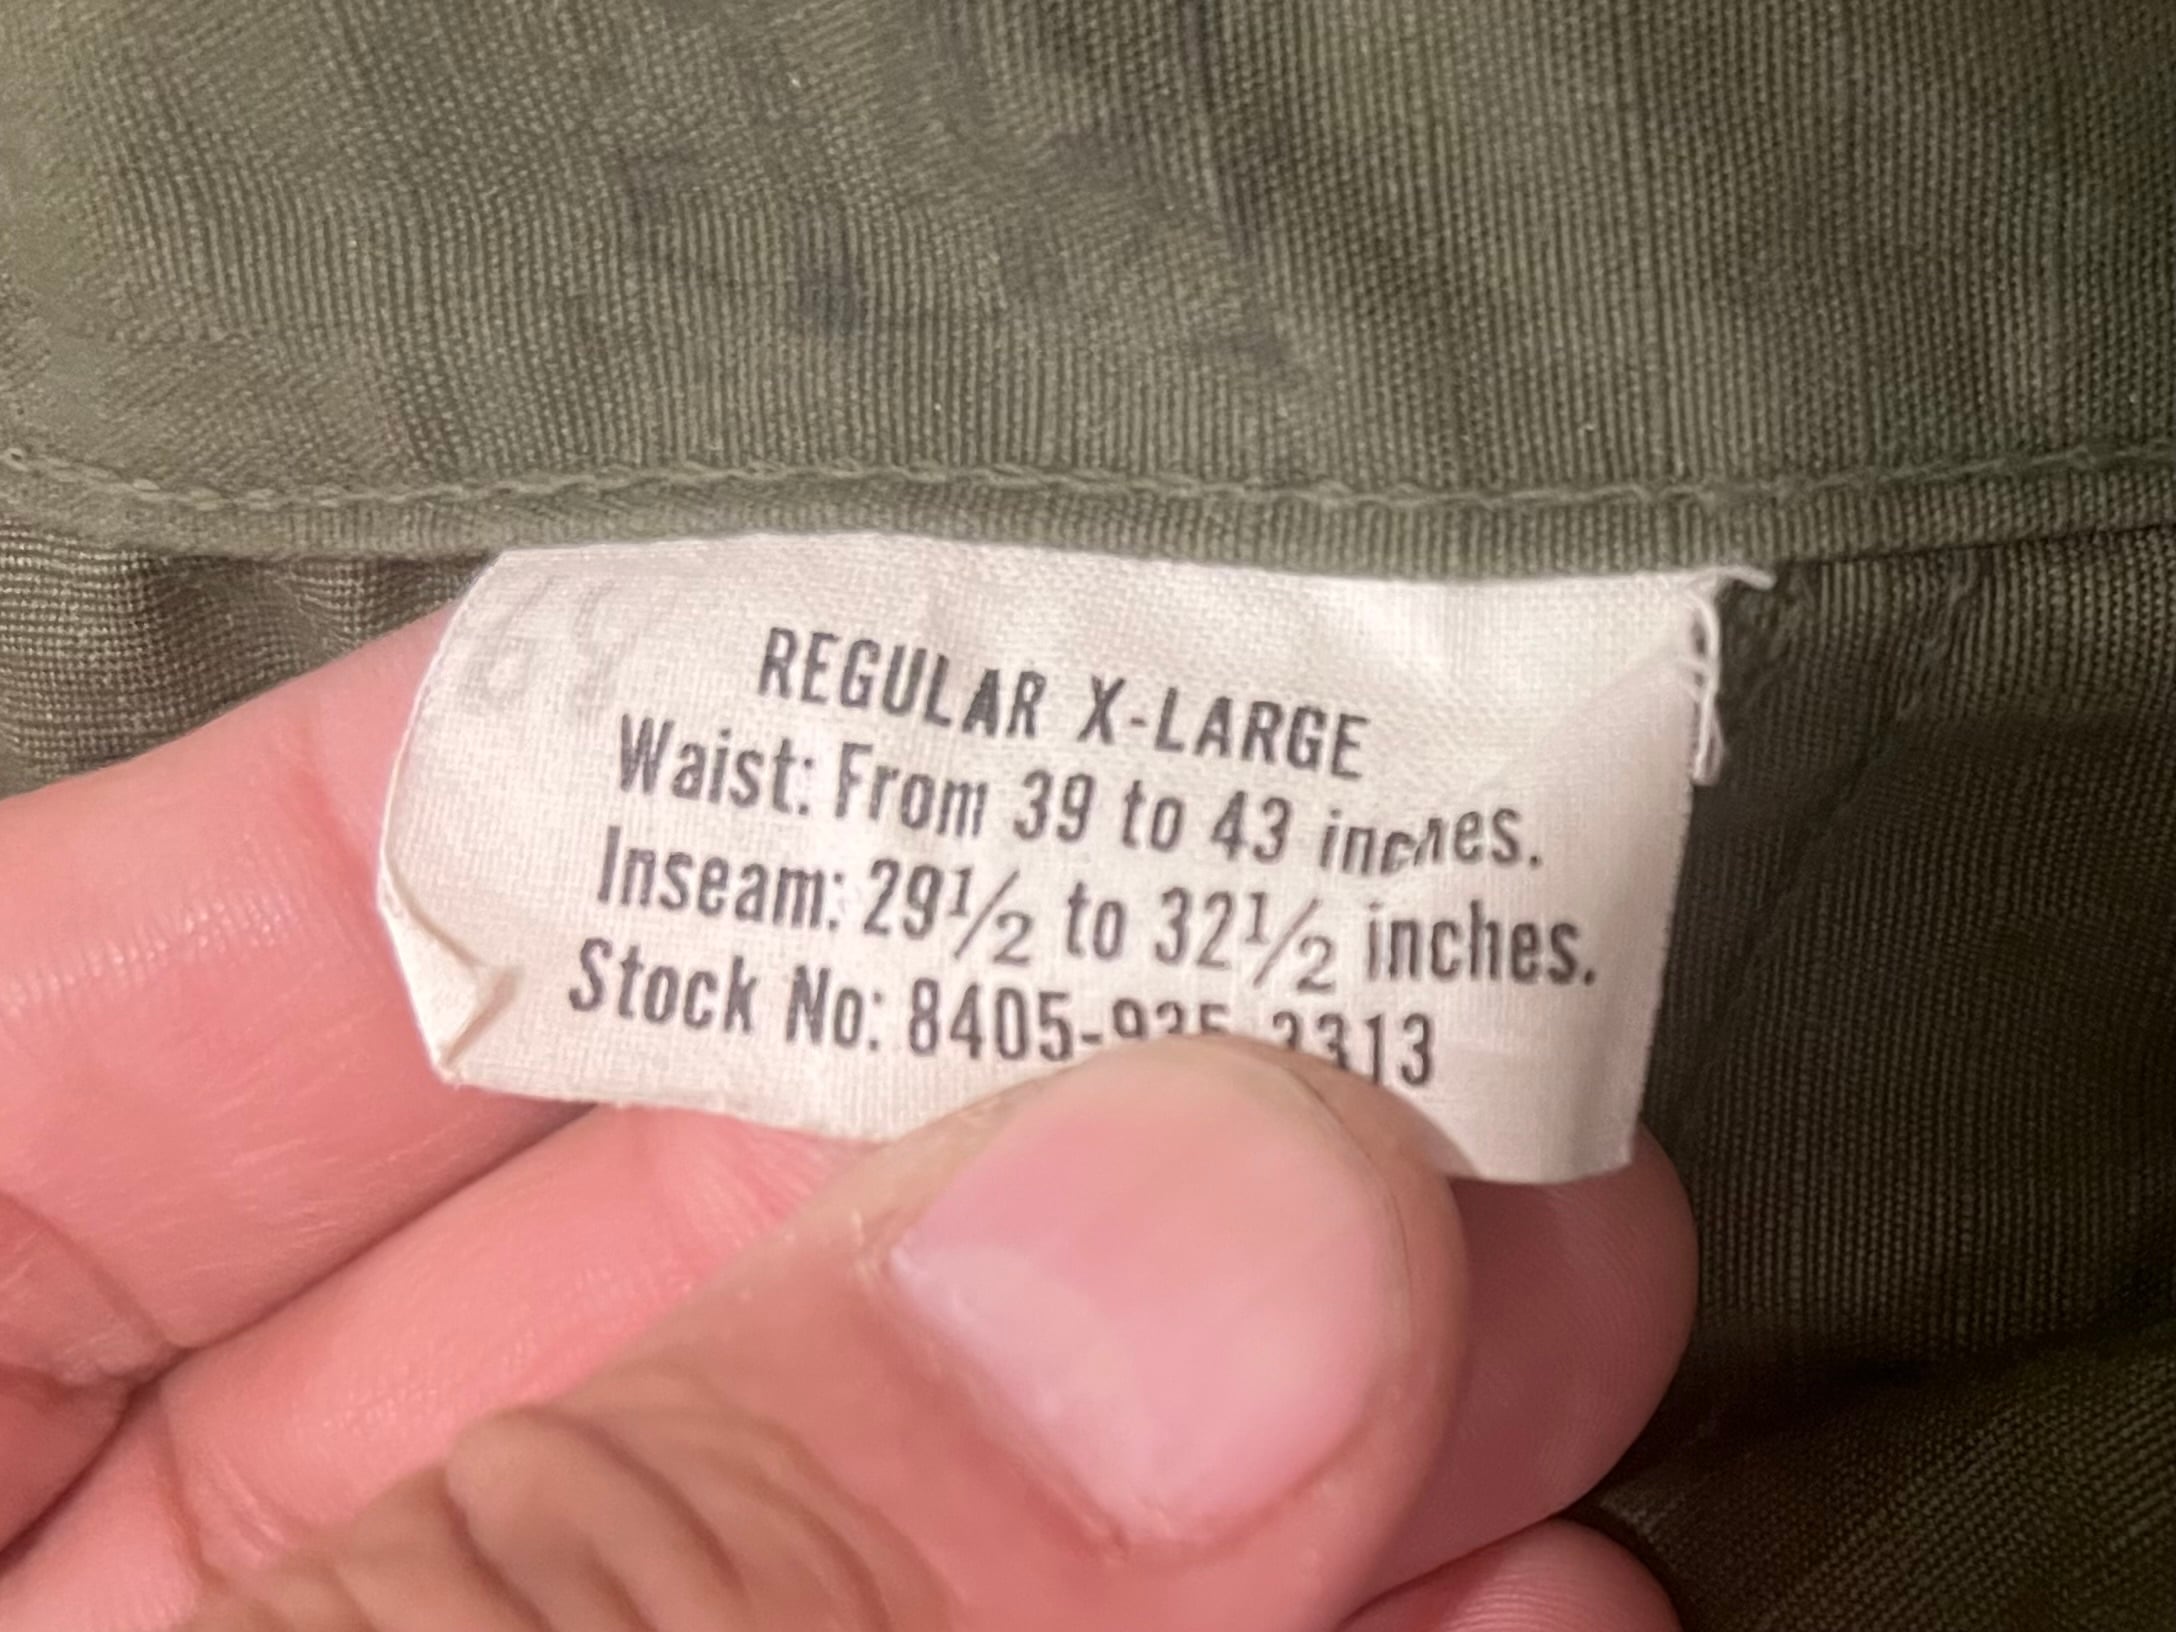 REGULAR X-LARGE
Waist: From 39 to 43 inches.
Inseam: 29½ to 32½ inches.
Stock No: 8405-935-3313